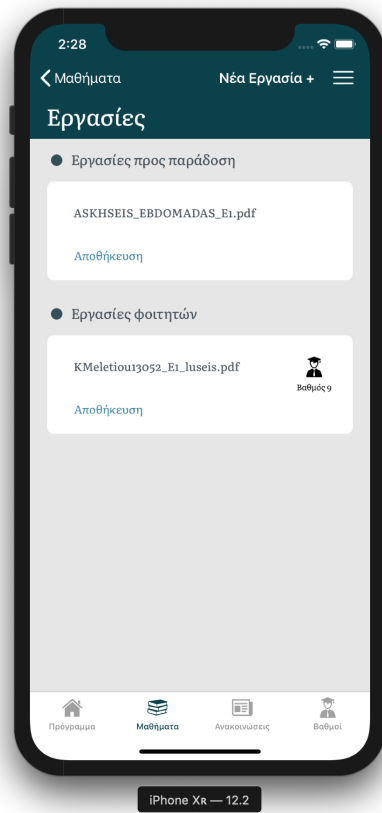 2:28
Μαθήματα
Νέα Εργασία +
Εργασίες
Εργασίες προς παράδοση
ASKHSEIS_EBDOMADAS_E1.pdf
Αποθήκευση
Εργασίες φοιτητών
KMeletiou13052_E1_luseis.pdf
Βαθμός 9
Αποθήκευση
Πρόγραμμα
Μαθήματα
Ανακοινώσεις
Βαθμοί
iPhone Xʀ — 12.2